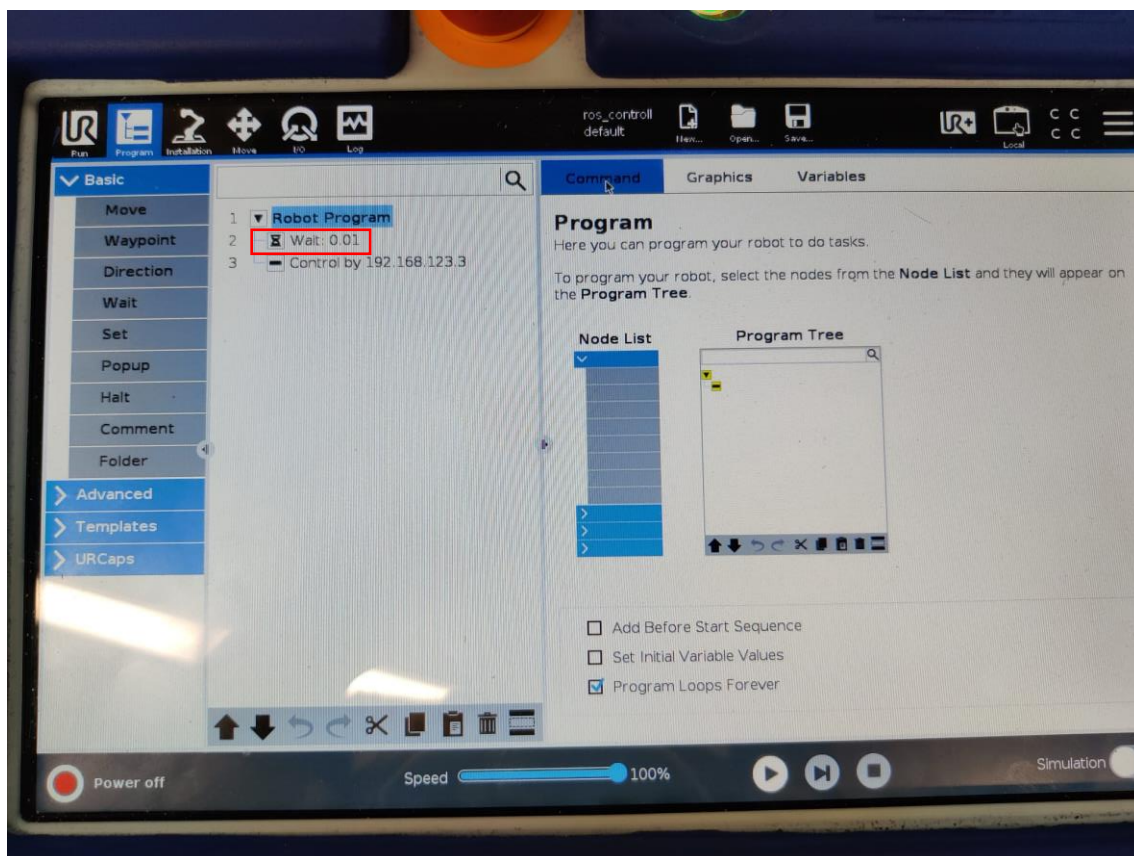 UR
Run
Program
Installation
Move
I/O
Log
ros_controll
default
New...
Open...
Save...
UR+
Local
C C
C C
Basic
Move
Waypoint
Direction
Wait
Set
Popup
Halt
Comment
Folder
Advanced
Templates
URCaps
1 Robot Program
2 Wait: 0.01
3 Control by 192.168.123.3
Command Graphics Variables
Program
Here you can program your robot to do tasks.
To program your robot, select the nodes from the Node List and they will appear on
the Program Tree.
Node List
Program Tree
Add Before Start Sequence
Set Initial Variable Values
Program Loops Forever
Power off
Speed
100%
Simulation